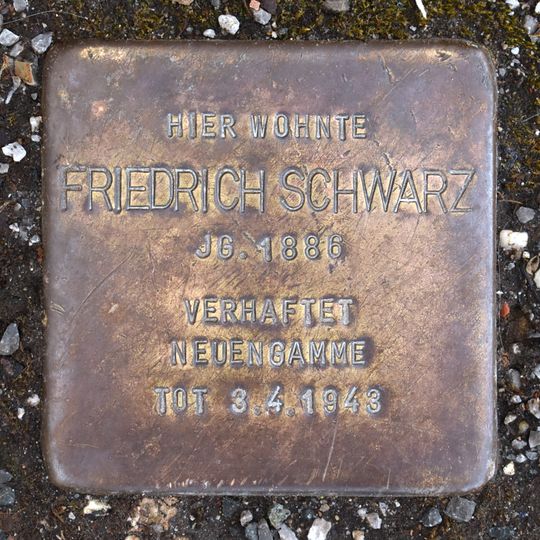 HIER WOHNTE
FRIEDRICH SCHWARZ
JG. 1886
VERHAFTET
NEUENGAMME
TOT 3.4.1943